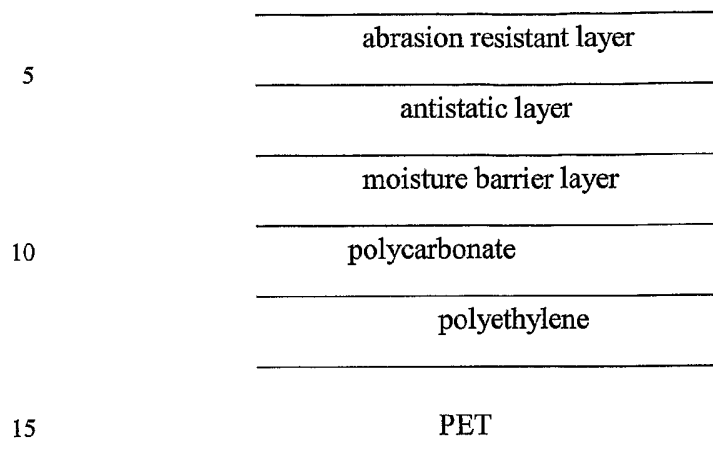 abrasion resistant layer
5
antistatic layer
moisture barrier layer
10 polycarbonate
polyethylene
15 PET